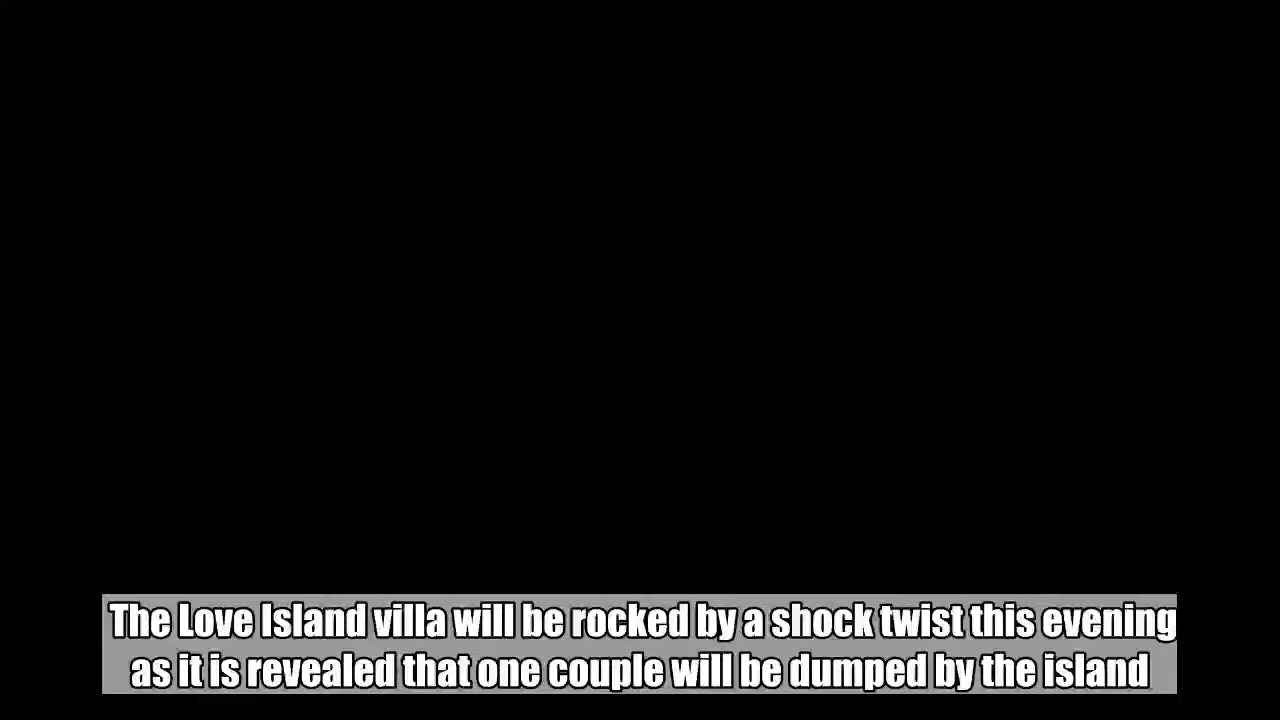 The Love Island villa will be rocked by a shock twist this evening
as it is revealed that one couple will be dumped by the island